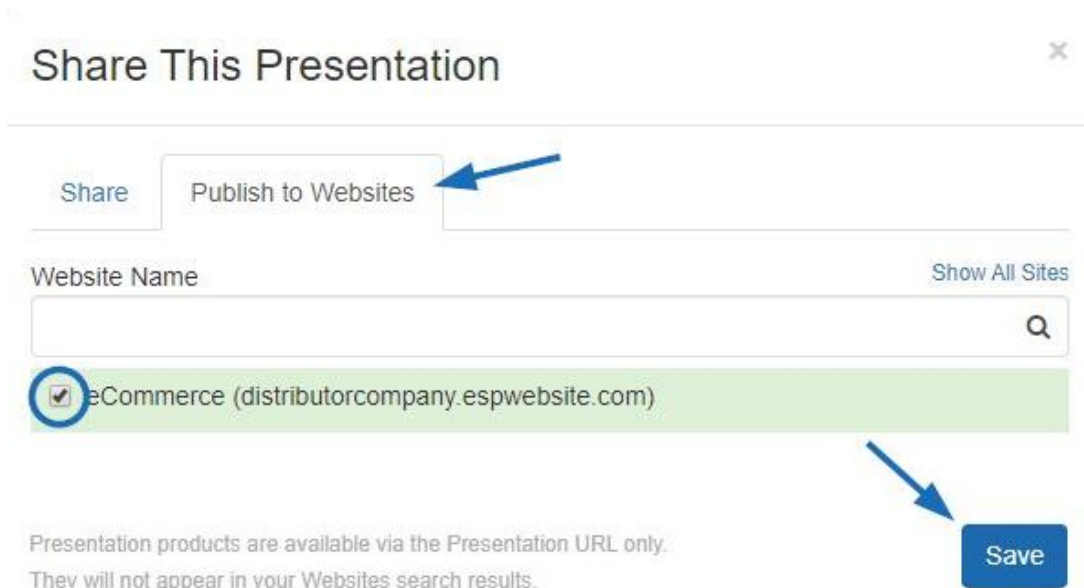 Share This Presentation
Share
Publish to Websites
Website Name
Show All Sites
eCommerce (distributorcompany.espwebsite.com)
Presentation products are available via the Presentation URL only.
They will not appear in your Websites search results.
Save